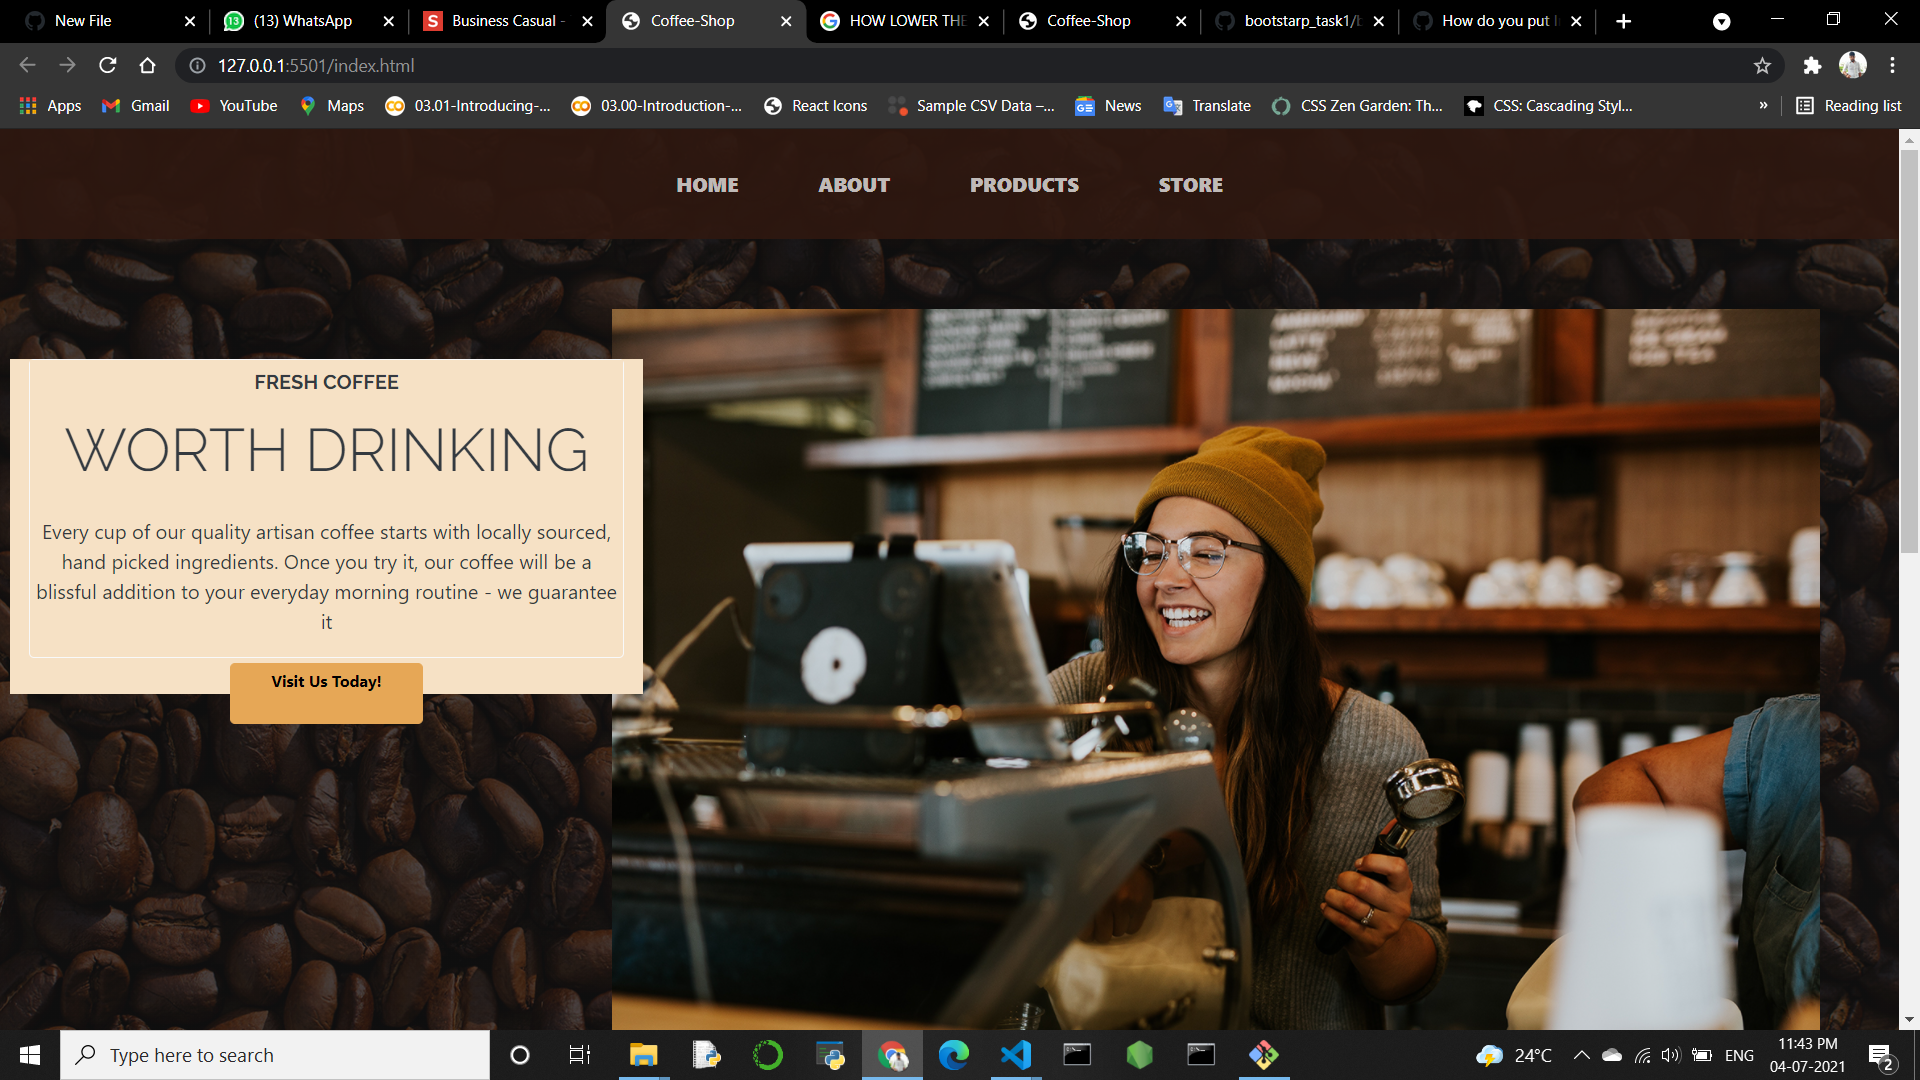 New File
(13) WhatsApp
Business Casual -
Coffee-Shop
HOW LOWER THE
Coffee-Shop
bootstarp_task1/b
How do you put l
127.0.0.1:5501/index.html
Apps
Gmail
YouTube
Maps
03.01-Introducing-...
03.00-Introduction-...
React Icons
Sample CSV Data –...
News
Translate
CSS Zen Garden: Th...
CSS: Cascading Styl...
»
Reading list
HOME
ABOUT
PRODUCTS
STORE
FRESH COFFEE
WORTH DRINKING
Every cup of our quality artisan coffee starts with locally sourced,
hand picked ingredients. Once you try it, our coffee will be a
blissful addition to your everyday morning routine - we guarantee
it
Visit Us Today!
Type here to search
24°C
ENG
11:43 PM
04-07-2021
2